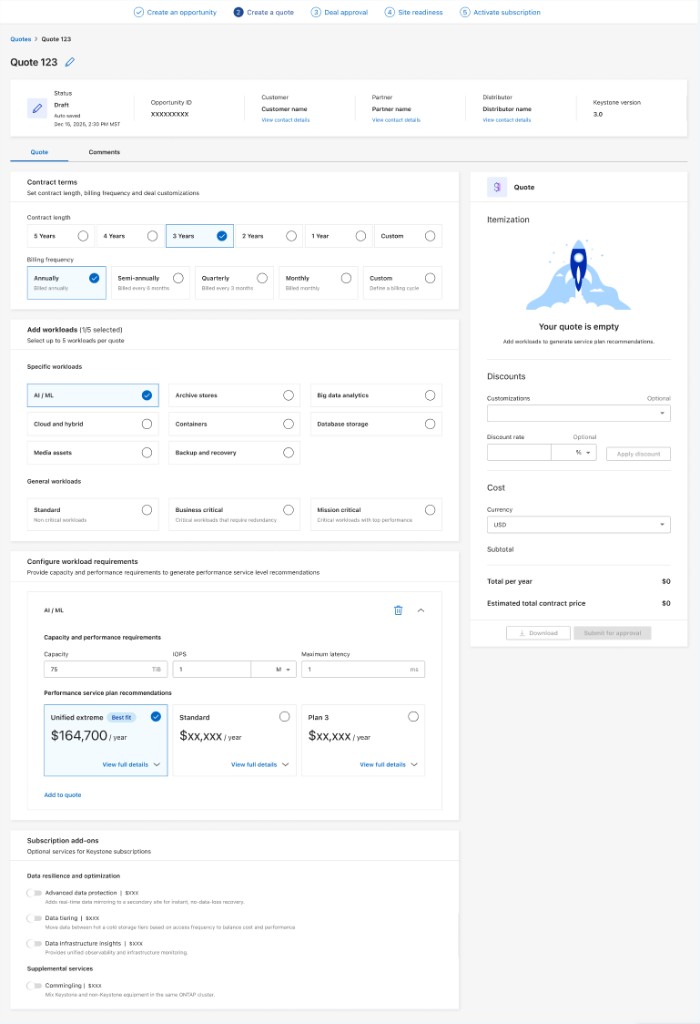 Create an opportunity
2 Create a quote
3 Deal approval
4 Site readiness
5 Activate subscription
Quotes > Quote 123
Quote 123
Status
Draft
Auto saved
Dec 15, 2025, 2:30 PM MST
Opportunity ID
XXXXXXXXX
Customer
Customer name
View contact details
Partner
Partner name
View contact details
Distributor
Distributor name
View contact details
Keystone version
3.0
Quote
Comments
Contract terms
Set contract length, billing frequency and deal customizations
Contract length
5 Years
4 Years
3 Years
2 Years
1 Year
Custom
Billing frequency
Annually
Billed annually
Semi-annually
Billed every 6 months
Quarterly
Billed every 3 months
Monthly
Billed monthly
Custom
Define a billing cycle
Add workloads (1/5 selected)
Select up to 5 workloads per quote
Specific workloads
AI / ML
Archive stores
Big data analytics
Cloud and hybrid
Containers
Database storage
Media assets
Backup and recovery
General workloads
Standard
Non critical workloads
Business critical
Critical workloads that require redundancy
Mission critical
Critical workloads with top performance
Configure workload requirements
Provide capacity and performance requirements to generate performance service level recommendations
AI / ML
Capacity and performance requirements
Capacity
75 TiB
IOPS
1 M
Maximum latency
1 ms
Performance service plan recommendations
Unified extreme Best fit
$164,700 / year
View full details
Standard
$xx,xxx / year
View full details
Plan 3
$xx,xxx / year
View full details
Add to quote
Subscription add-ons
Optional services for Keystone subscriptions
Data resilience and optimization
Advanced data protection | $XXX
Adds real-time data mirroring to a secondary site for instant, no-data-loss recovery.
Data tiering | $XXX
Move data between hot a cold storage tiers based on access frequency to balance cost and performance
Data infrastructure insights | $XXX
Provides unified observability and infrastructure monitoring.
Supplemental services
Commingling | $XXX
Mix Keystone and non-Keystone equipment in the same ONTAP cluster.
Quote
Itemization
Your quote is empty
Add workloads to generate service plan recommendations.
Discounts
Customizations Optional
Discount rate Optional
%
Apply discount
Cost
Currency
USD
Subtotal
Total per year $0
Estimated total contract price $0
Download
Submit for approval